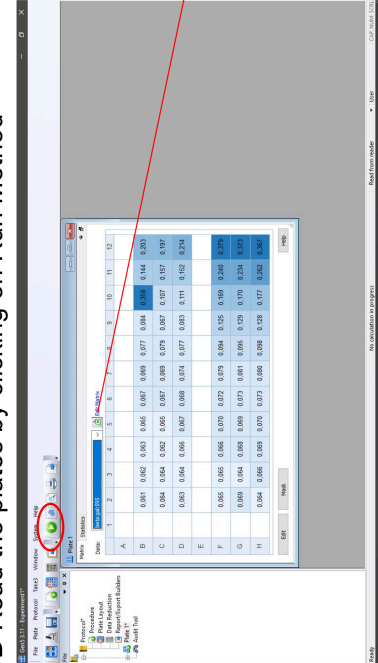 Read the plates by clicking on Run Method
Gen5 3.11 - Experiment1*
File Plate Protocol Take3 Window System Help
File
Protocol*
Procedure
Plate Layout
Data Reduction
Report/Export Builders
Plate 1*
Audit Trail
Plate 1*
Matrix Statistics
Data: Edit Matrix
1 2 3 4 5 6 7 8 9 10 11 12
A
B 0,061 0,062 0,063 0,065 0,067 0,069 0,077 0,084 0,358 0,144 0,203
C 0,064 0,064 0,062 0,065 0,067 0,069 0,079 0,067 0,107 0,157 0,197
D 0,063 0,064 0,066 0,067 0,068 0,074 0,077 0,083 0,111 0,152 0,214
E
F 0,065 0,065 0,066 0,070 0,072 0,079 0,094 0,125 0,169 0,240 0,379
G 0,069 0,064 0,068 0,069 0,073 0,081 0,095 0,129 0,170 0,234 0,373
H 0,064 0,066 0,069 0,070 0,073 0,080 0,098 0,128 0,177 0,262 0,367
Edit Mask Help
Ready No calculation in progress Read from reader User CAP NUM SCRL